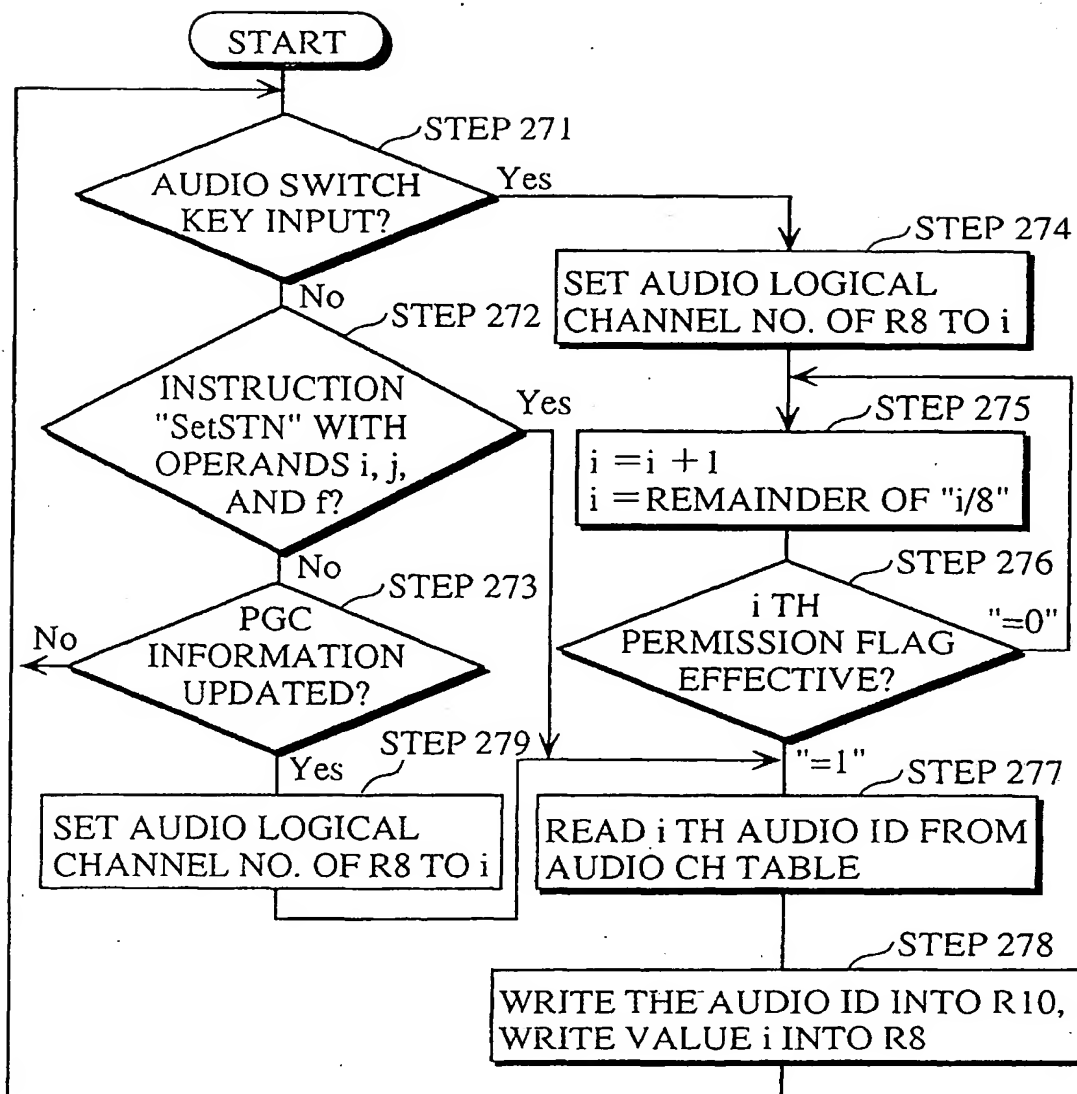 START
STEP 271
AUDIO SWITCH
KEY INPUT?
Yes
No
STEP 274
SET AUDIO LOGICAL
CHANNEL NO. OF R8 TO i
STEP 272
INSTRUCTION
"SetSTN" WITH
OPERANDS i, j,
AND f?
Yes
No
STEP 275
i = i + 1
i = REMAINDER OF "i/8"
STEP 273
PGC
INFORMATION
UPDATED?
No
Yes
STEP 276
i TH
PERMISSION FLAG
EFFECTIVE?
"=0"
"=1"
STEP 279
SET AUDIO LOGICAL
CHANNEL NO. OF R8 TO i
STEP 277
READ i TH AUDIO ID FROM
AUDIO CH TABLE
STEP 278
WRITE THE AUDIO ID INTO R10,
WRITE VALUE i INTO R8